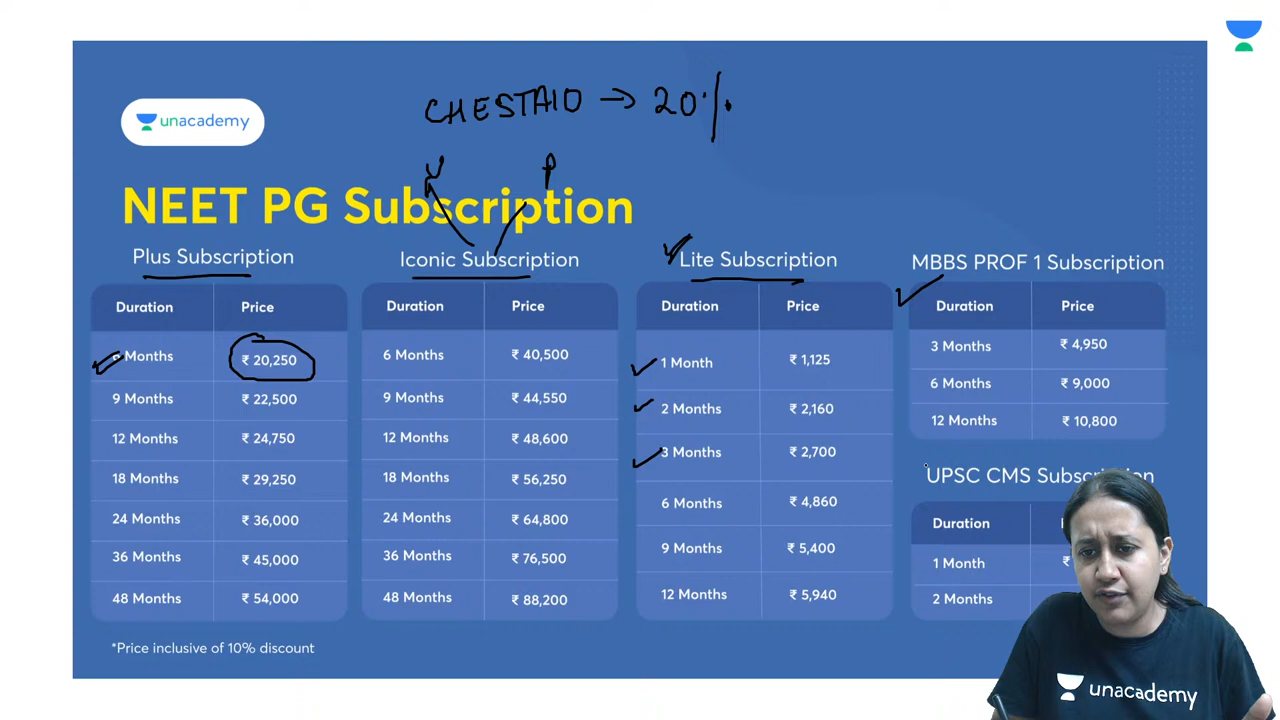 CHESTA10 → 20%
unacademy
U P
NEET PG Subscription
Plus Subscription
Duration Price
Months ₹ 20,250
9 Months ₹ 22,500
12 Months ₹ 24,750
18 Months ₹ 29,250
24 Months ₹ 36,000
36 Months ₹ 45,000
48 Months ₹ 54,000
Iconic Subscription
Duration Price
6 Months ₹ 40,500
9 Months ₹ 44,550
12 Months ₹ 48,600
18 Months ₹ 56,250
24 Months ₹ 64,800
36 Months ₹ 76,500
48 Months ₹ 88,200
Lite Subscription
Duration Price
1 Month ₹ 1,125
2 Months ₹ 2,160
3 Months ₹ 2,700
6 Months ₹ 4,860
9 Months ₹ 5,400
12 Months ₹ 5,940
MBBS PROF 1 Subscription
Duration Price
3 Months ₹ 4,950
6 Months ₹ 9,000
12 Months ₹ 10,800
UPSC CMS Subscription
Duration
1 Month ₹
2 Months
*Price inclusive of 10% discount
unacademy